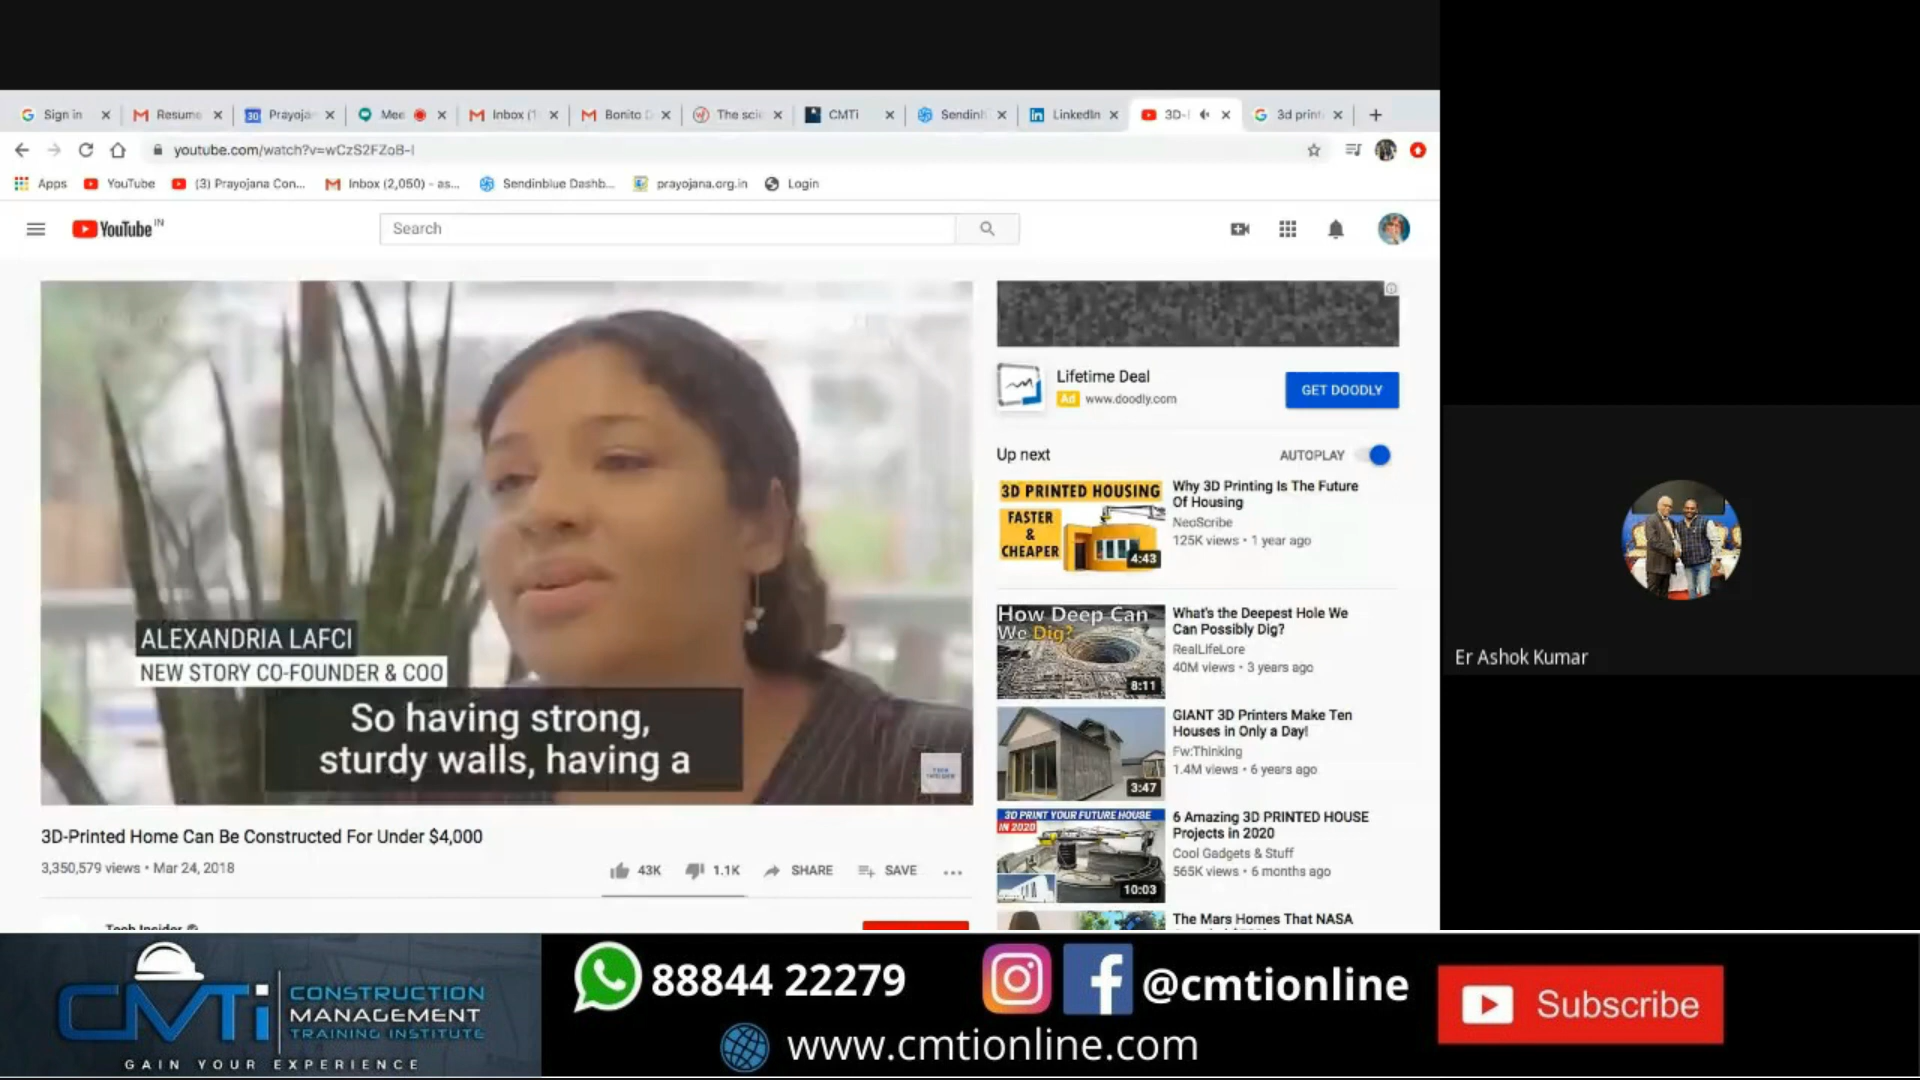 Sign in
Resume
Prayoja
Mee
Inbox (1
Bonito D
The scie
CMTi
Sendinb
LinkedIn
3D-
3d print
youtube.com/watch?v=wCzS2FZoB-I
Apps
YouTube
(3) Prayojana Con...
Inbox (2,050) - as...
Sendinblue Dashb...
prayojana.org.in
Login
YouTube IN
Search
ALEXANDRIA LAFCI
NEW STORY CO-FOUNDER & COO
So having strong,
sturdy walls, having a
3D-Printed Home Can Be Constructed For Under $4,000
3,350,579 views • Mar 24, 2018
43K
1.1K
SHARE
SAVE
Tech Insider
Lifetime Deal
Ad www.doodly.com
GET DOODLY
Up next
AUTOPLAY
3D PRINTED HOUSING
FASTER
&
CHEAPER
4:43
Why 3D Printing Is The Future
Of Housing
NeoScribe
125K views • 1 year ago
How Deep Can
We Dig?
8:11
What's the Deepest Hole We
Can Possibly Dig?
RealLifeLore
40M views • 3 years ago
3:47
GIANT 3D Printers Make Ten
Houses in Only a Day!
Fw:Thinking
1.4M views • 6 years ago
3D PRINT YOUR FUTURE HOUSE
IN 2020
10:03
6 Amazing 3D PRINTED HOUSE
Projects in 2020
Cool Gadgets & Stuff
565K views • 6 months ago
The Mars Homes That NASA
Er Ashok Kumar
CMTi
CONSTRUCTION
MANAGEMENT
TRAINING INSTITUTE
GAIN YOUR EXPERIENCE
88844 22279
@cmtionline
www.cmtionline.com
Subscribe